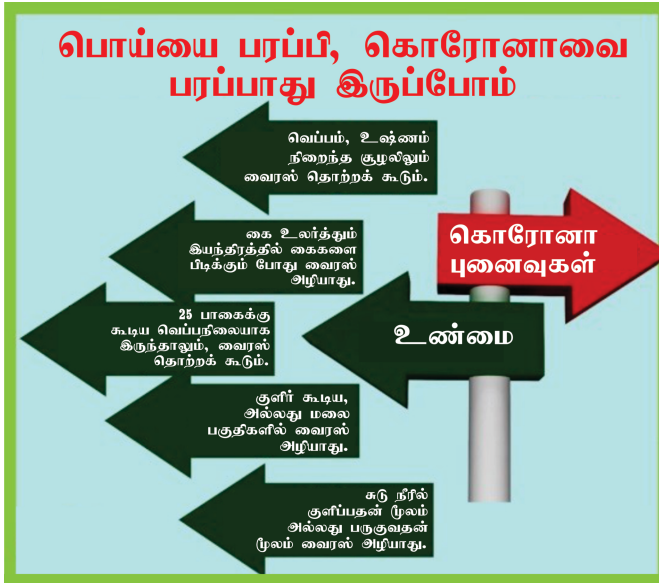 பொய்யை பரப்பி, கொரோனாவை
பரப்பாது இருப்போம்
வெப்பம், உஷ்ணம்
நிறைந்த சூழலிலும்
வைரஸ் தொற்றக் கூடும்.
கை உலர்த்தும்
இயந்திரத்தில் கைகளை
பிடிக்கும் போது வைரஸ்
அழியாது.
25 பாகைக்கு
கூடிய வெப்பநிலையாக
இருந்தாலும், வைரஸ்
தொற்றக் கூடும்.
குளிர் கூடிய,
அல்லது மலை
பகுதிகளில் வைரஸ்
அழியாது.
சுடு நீரில்
குளிப்பதன் மூலம்
அல்லது பருகுவதன்
மூலம் வைரஸ் அழியாது.
கொரோனா
புனைவுகள்
உண்மை